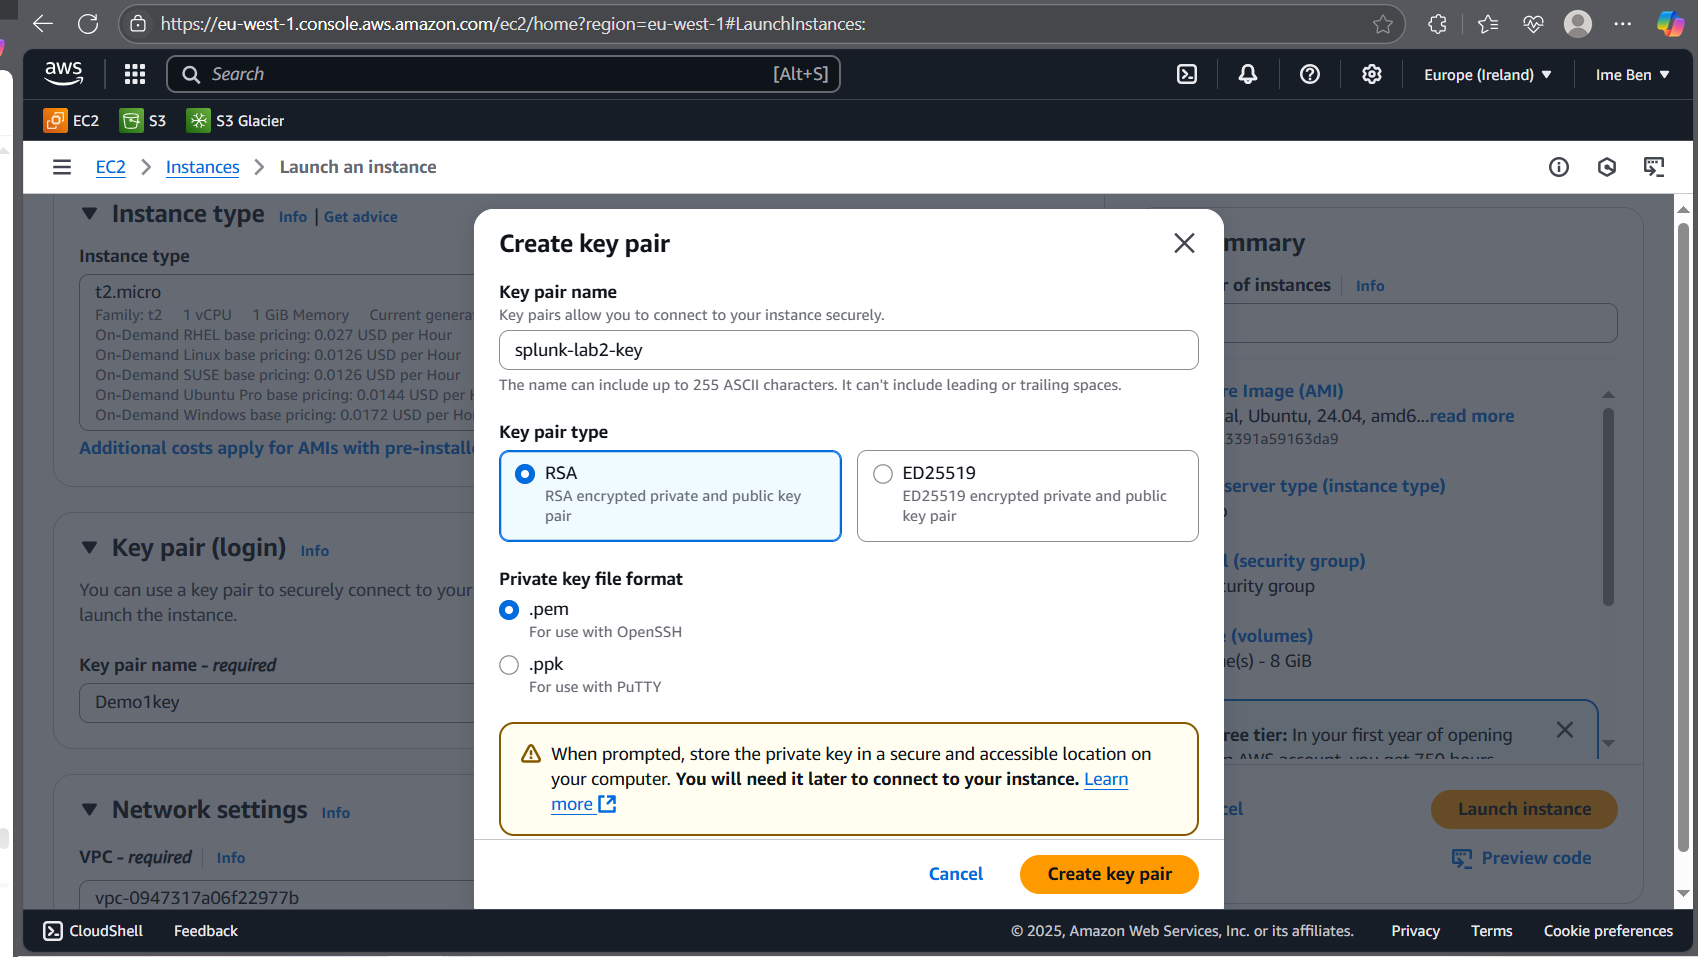 https://eu-west-1.console.aws.amazon.com/ec2/home?region=eu-west-1#LaunchInstances:
aws
Search
[Alt+S]
Europe (Ireland)
Ime Ben
EC2
S3
S3 Glacier
EC2
Instances
Launch an instance
Instance type
Info
Get advice
Instance type
t2.micro
Family: t2 1 vCPU 1 GiB Memory Current genera
On-Demand RHEL base pricing: 0.027 USD per Hour
On-Demand Linux base pricing: 0.0126 USD per Hour
On-Demand SUSE base pricing: 0.0126 USD per Hour
On-Demand Ubuntu Pro base pricing: 0.0144 USD per
On-Demand Windows base pricing: 0.0172 USD per Ho
Additional costs apply for AMIs with pre-install
Key pair (login)
Info
You can use a key pair to securely connect to your
launch the instance.
Key pair name - required
Demo1key
Network settings
Info
VPC - required
Info
vpc-0947317a06f22977b
Create key pair
Key pair name
Key pairs allow you to connect to your instance securely.
splunk-lab2-key
The name can include up to 255 ASCII characters. It can't include leading or trailing spaces.
Key pair type
RSA
RSA encrypted private and public key
pair
ED25519
ED25519 encrypted private and public
key pair
Private key file format
.pem
For use with OpenSSH
.ppk
For use with PuTTY
When prompted, store the private key in a secure and accessible location on
your computer. You will need it later to connect to your instance. Learn
more
Cancel
Create key pair
mmary
r of instances
Info
re Image (AMI)
al, Ubuntu, 24.04, amd6...read more
3391a59163da9
server type (instance type)
l (security group)
curity group
(volumes)
e(s) - 8 GiB
ree tier: In your first year of opening
AWS account, you get 750 hours
cel
Launch instance
Preview code
CloudShell
Feedback
© 2025, Amazon Web Services, Inc. or its affiliates.
Privacy
Terms
Cookie preferences